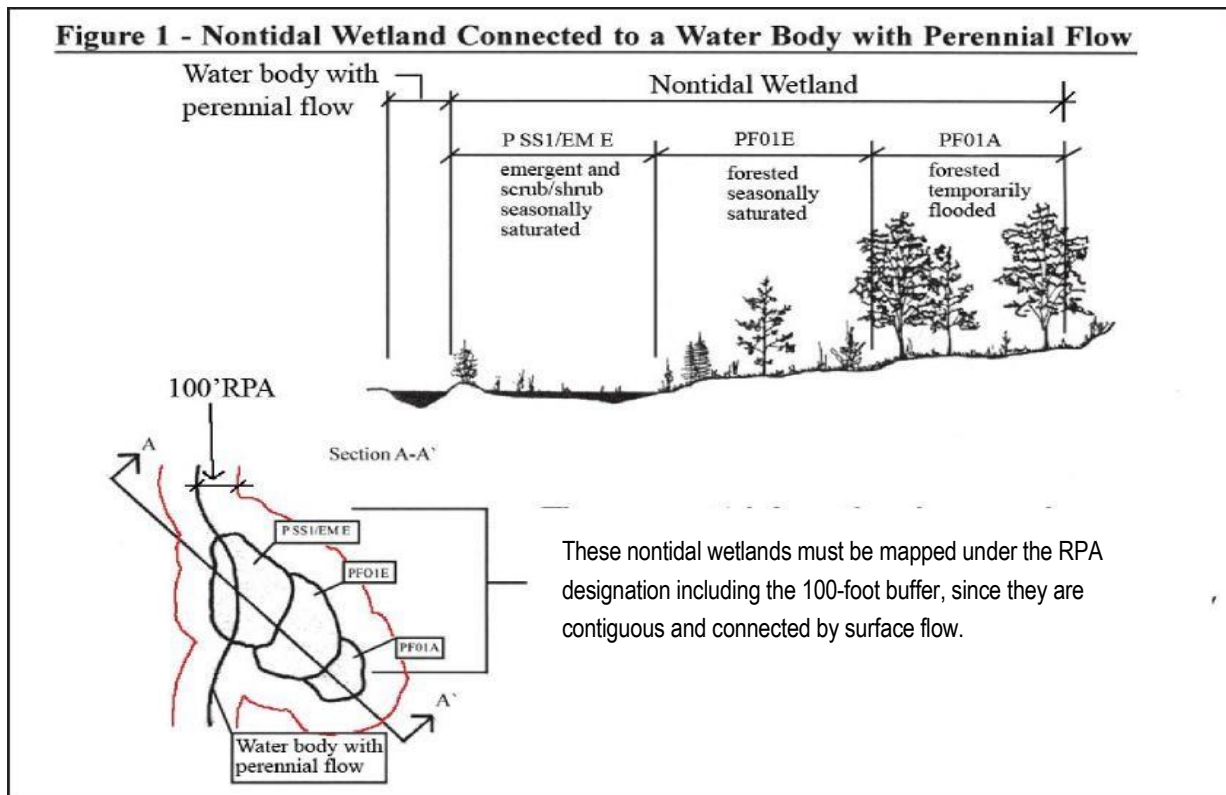 Figure 1 - Nontidal Wetland Connected to a Water Body with Perennial Flow
Water body with
perennial flow
Nontidal Wetland
P SS1/EM E
emergent and
scrub/shrub
seasonally
saturated
PF01E
forested
seasonally
saturated
PF01A
forested
temporarily
flooded
100'RPA
A
Section A-A`
P SS1/EM E
PFO1E
PF01A
A`
Water body with
perennial flow
These nontidal wetlands must be mapped under the RPA
designation including the 100-foot buffer, since they are
contiguous and connected by surface flow.